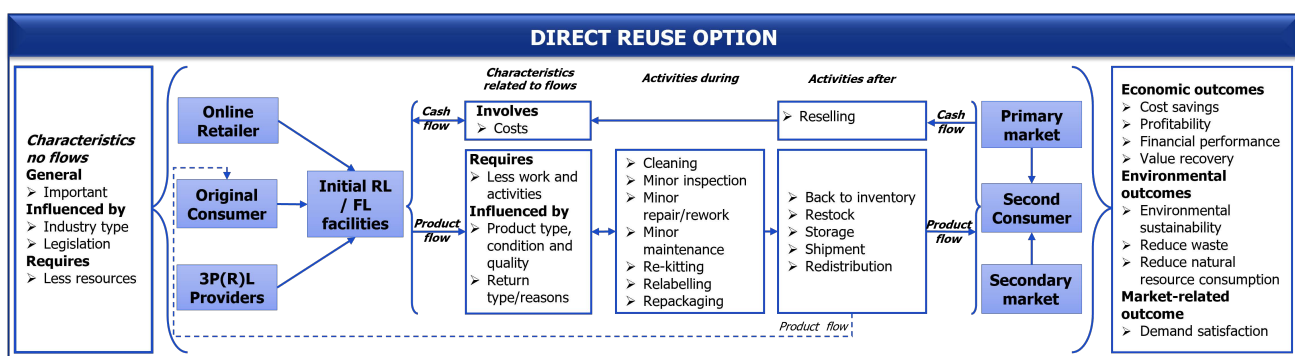 DIRECT REUSE OPTION
Characteristics
no flows
General
➢ Important
Influenced by
➢ Industry type
➢ Legislation
Requires
➢ Less resources
Online
Retailer
Original
Consumer
3P(R)L
Providers
Initial RL
/ FL
facilities
Cash
flow
Product
flow
Characteristics
related to flows
Involves
➢ Costs
Requires
➢ Less work and
activities
Influenced by
➢ Product type,
condition and
quality
➢ Return
type/reasons
Activities during
➢ Cleaning
➢ Minor inspection
➢ Minor
repair/rework
➢ Minor
maintenance
➢ Re-kitting
➢ Relabelling
➢ Repackaging
Activities after
➢ Reselling
➢ Back to inventory
➢ Restock
➢ Storage
➢ Shipment
➢ Redistribution
Product flow
Cash
flow
Product
flow
Primary
market
Second
Consumer
Secondary
market
Economic outcomes
➢ Cost savings
➢ Profitability
➢ Financial performance
➢ Value recovery
Environmental
outcomes
➢ Environmental
sustainability
➢ Reduce waste
➢ Reduce natural
resource consumption
Market-related
outcome
➢ Demand satisfaction